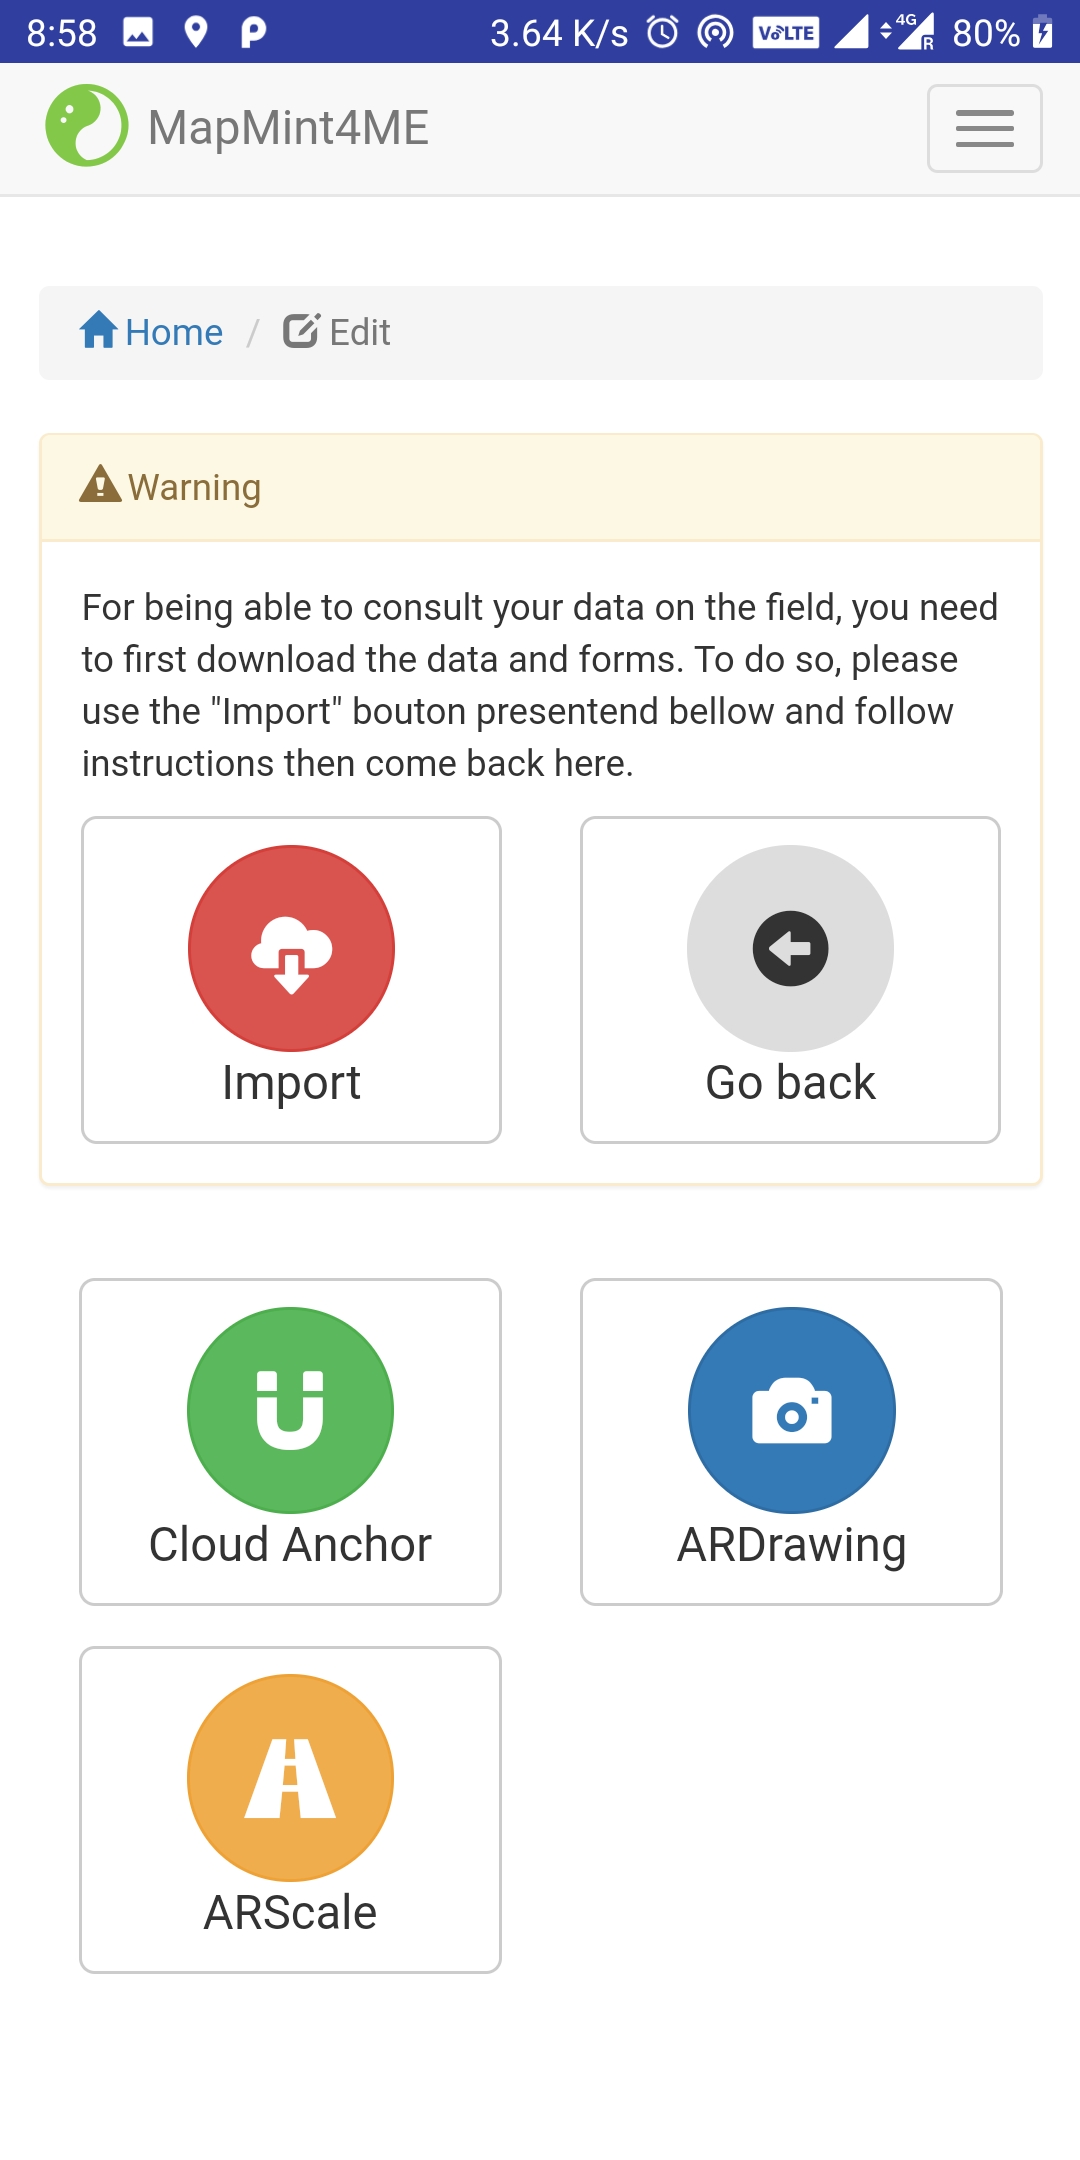 8:58 3.64 K/s VoLTE 4G R 80%
MapMint4ME
Home / Edit
Warning
For being able to consult your data on the field, you need
to first download the data and forms. To do so, please
use the "Import" bouton presentend bellow and follow
instructions then come back here.
Import Go back
Cloud Anchor ARDrawing
ARScale